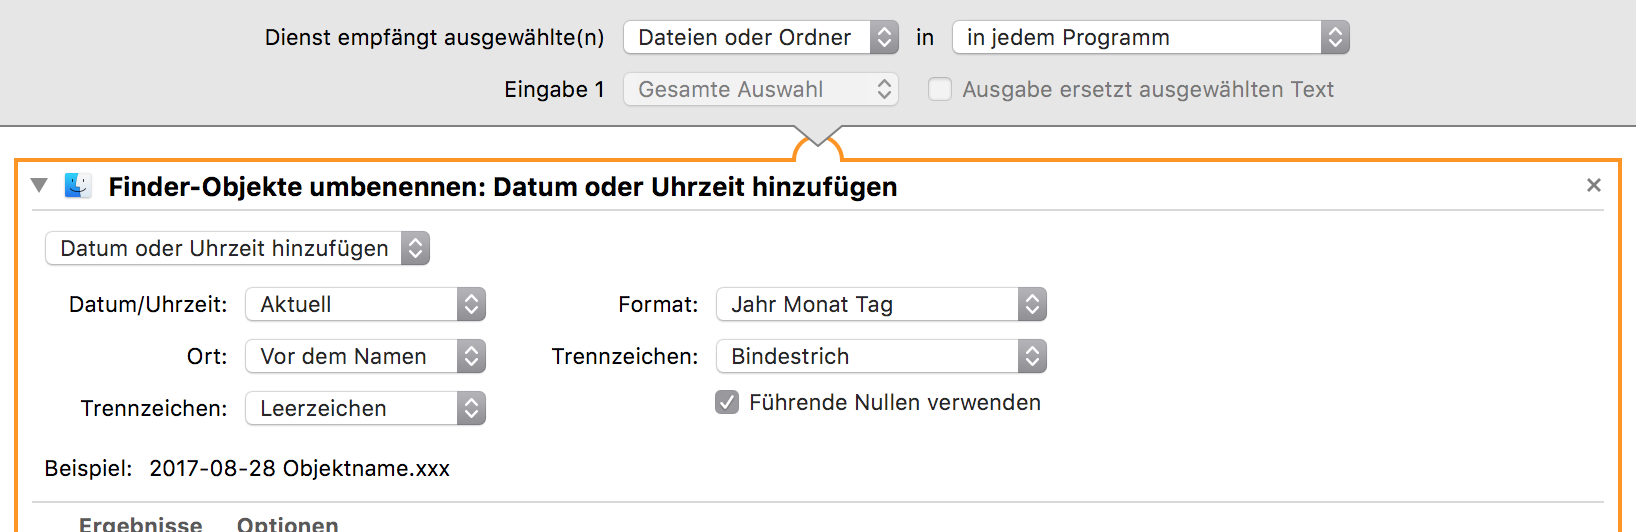 Dienst empfängt ausgewählte(n) Dateien oder Ordner in in jedem Programm
Eingabe 1 Gesamte Auswahl Ausgabe ersetzt ausgewählten Text
Finder-Objekte umbenennen: Datum oder Uhrzeit hinzufügen
Datum oder Uhrzeit hinzufügen
Datum/Uhrzeit: Aktuell Format: Jahr Monat Tag
Ort: Vor dem Namen Trennzeichen: Bindestrich
Trennzeichen: Leerzeichen Führende Nullen verwenden
Beispiel: 2017-08-28 Objektname.xxx
Ergebnisse Optionen